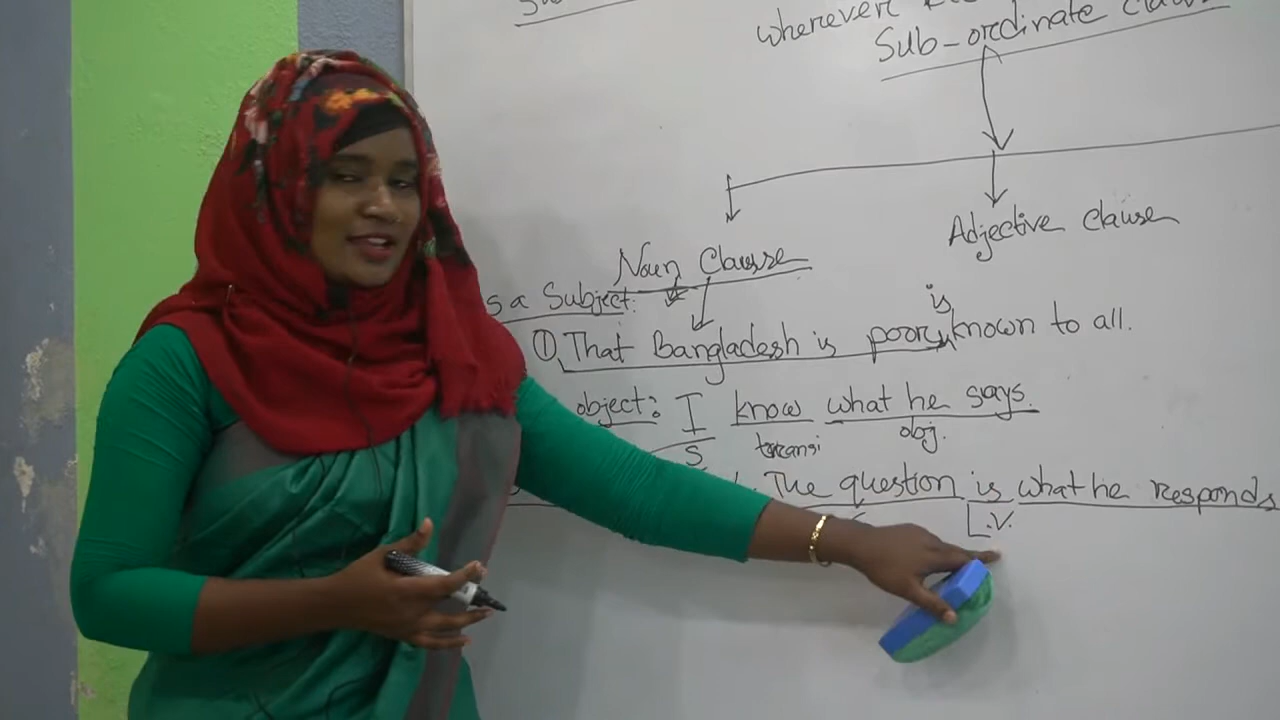 wherever
Sub-ordinate Clause
Adjective clause
Noun Clause
s a Subject:
is
① That Bangladesh is poor, known to all.
object: I know what he says.
S transi obj.
The question is what he responds
L.V.